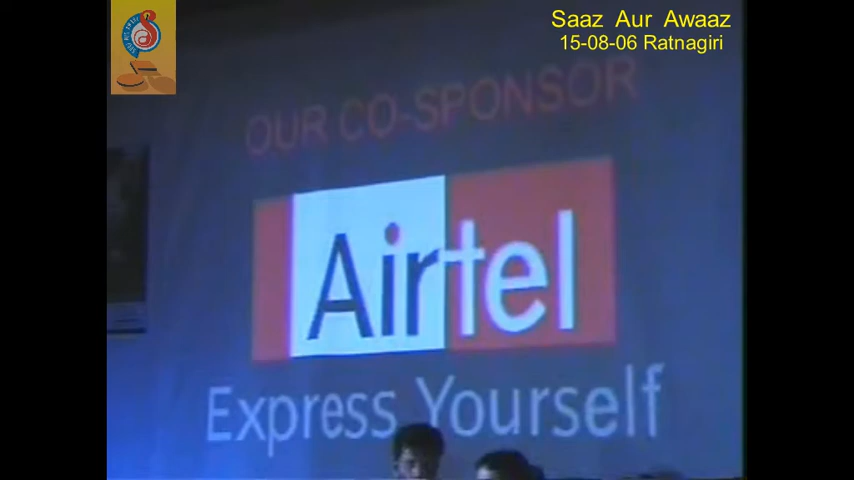 Saaz Aur Awaaz
15-08-06 Ratnagiri
OUR CO-SPONSOR
Airtel
Express Yourself